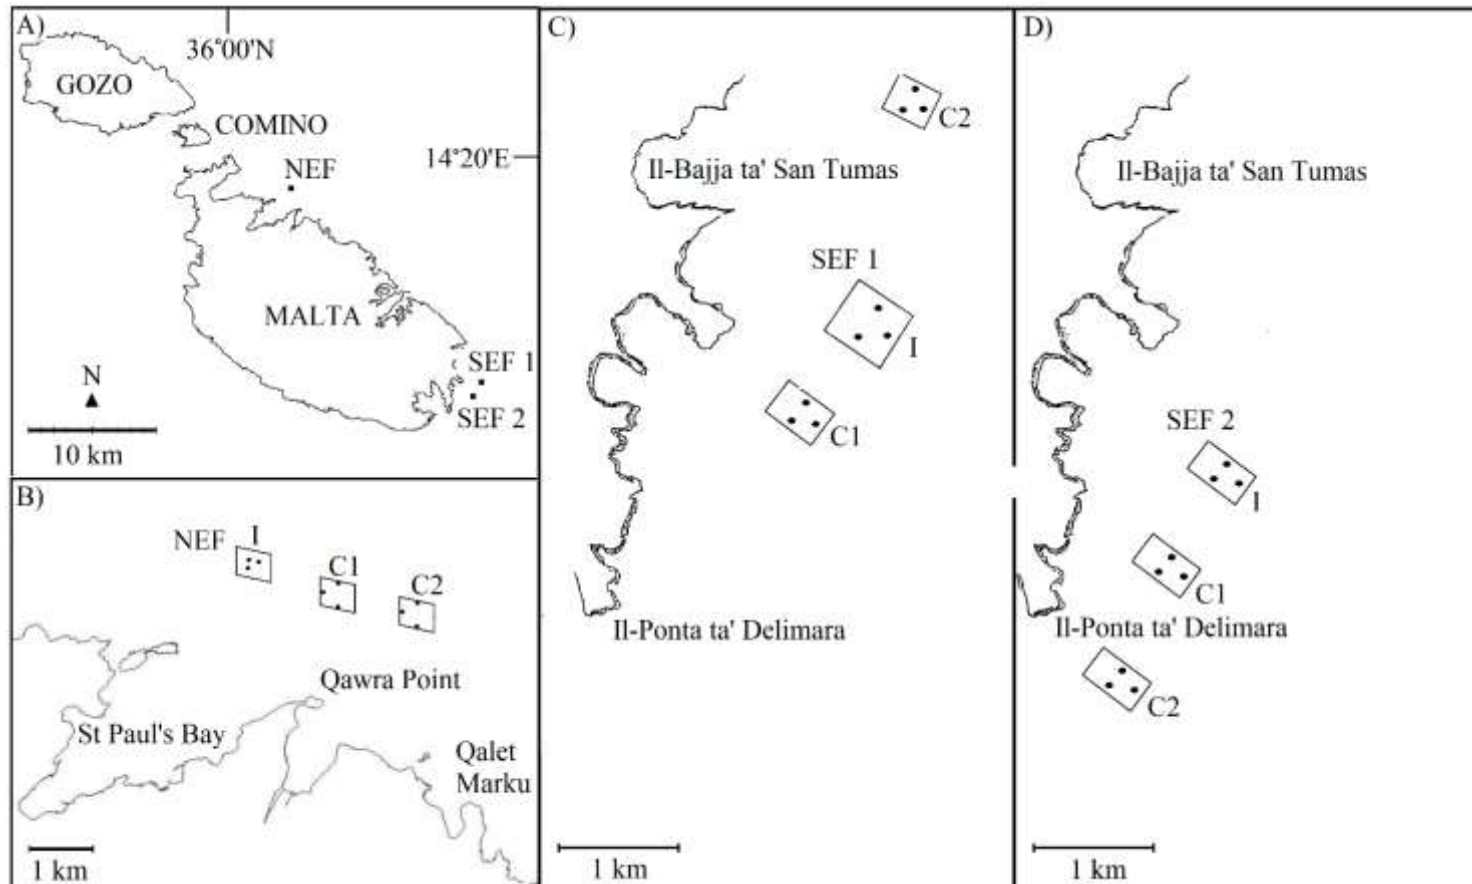 A)
36°00'N
GOZO
COMINO
14°20'E
NEF
MALTA
SEF 1
SEF 2
N
10 km
B)
NEF
I
C1
C2
Qawra Point
St Paul's Bay
Qalet
Marku
1 km
C)
C2
Il-Bajja ta' San Tumas
SEF 1
I
C1
Il-Ponta ta' Delimara
1 km
D)
Il-Bajja ta' San Tumas
SEF 2
I
C1
Il-Ponta ta' Delimara
C2
1 km